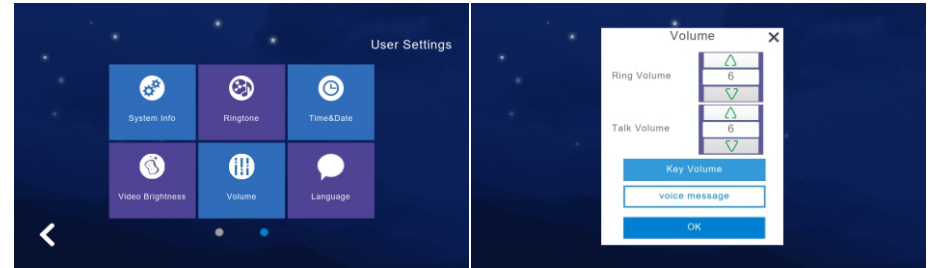 User Settings
System Info
Ringtone
Time&Date
Video Brightness
Volume
Language
Volume
Ring Volume
6
Talk Volume
6
Key Volume
voice message
OK